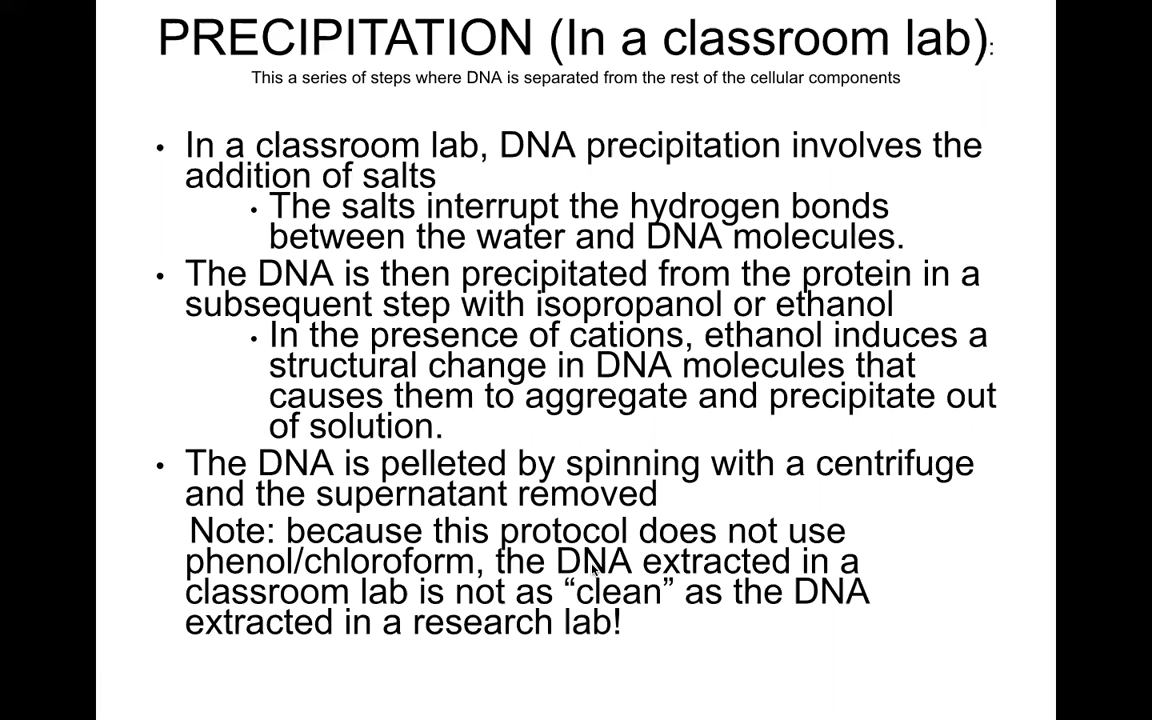 PRECIPITATION (In a classroom lab):
This a series of steps where DNA is separated from the rest of the cellular components
• In a classroom lab, DNA precipitation involves the
addition of salts
• The salts interrupt the hydrogen bonds
between the water and DNA molecules.
• The DNA is then precipitated from the protein in a
subsequent step with isopropanol or ethanol
• In the presence of cations, ethanol induces a
structural change in DNA molecules that
causes them to aggregate and precipitate out
of solution.
• The DNA is pelleted by spinning with a centrifuge
and the supernatant removed
Note: because this protocol does not use
phenol/chloroform, the DNA extracted in a
classroom lab is not as “clean” as the DNA
extracted in a research lab!